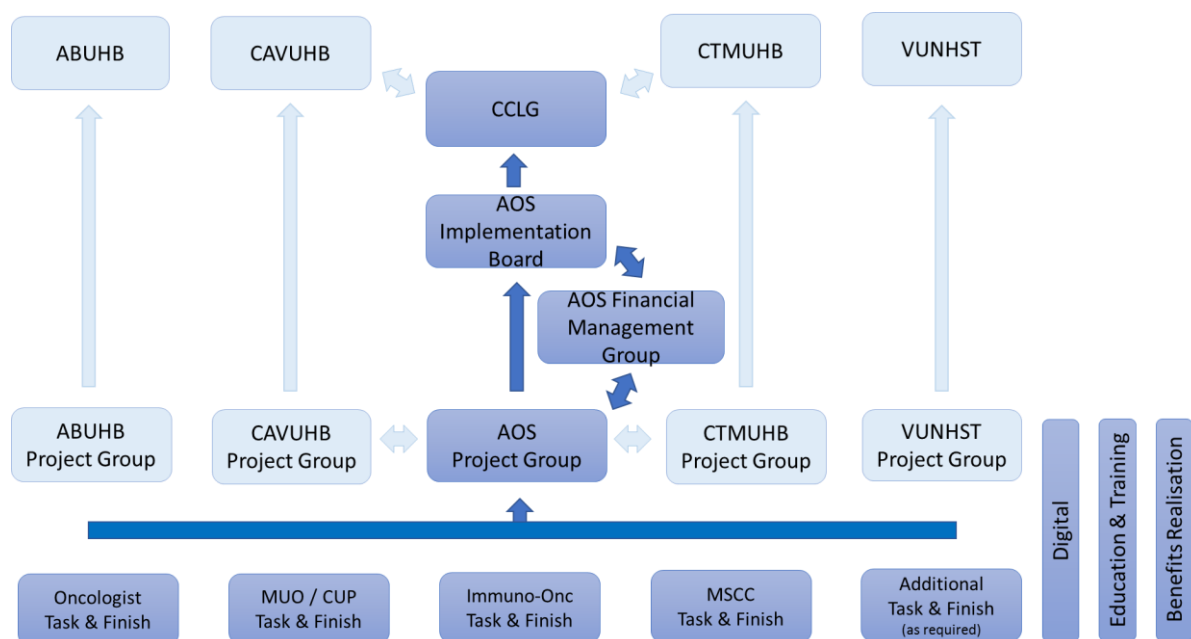 ABUHB
CAVUHB
CTMUHB
VUNHST
CCLG
AOS
Implementation
Board
AOS Financial
Management
Group
ABUHB
Project Group
CAVUHB
Project Group
AOS
Project Group
CTMUHB
Project Group
VUNHST
Project Group
Digital
Education & Training
Benefits Realisation
Oncologist
Task & Finish
MUO / CUP
Task & Finish
Immuno-Onc
Task & Finish
MSCC
Task & Finish
Additional
Task & Finish
(as required)